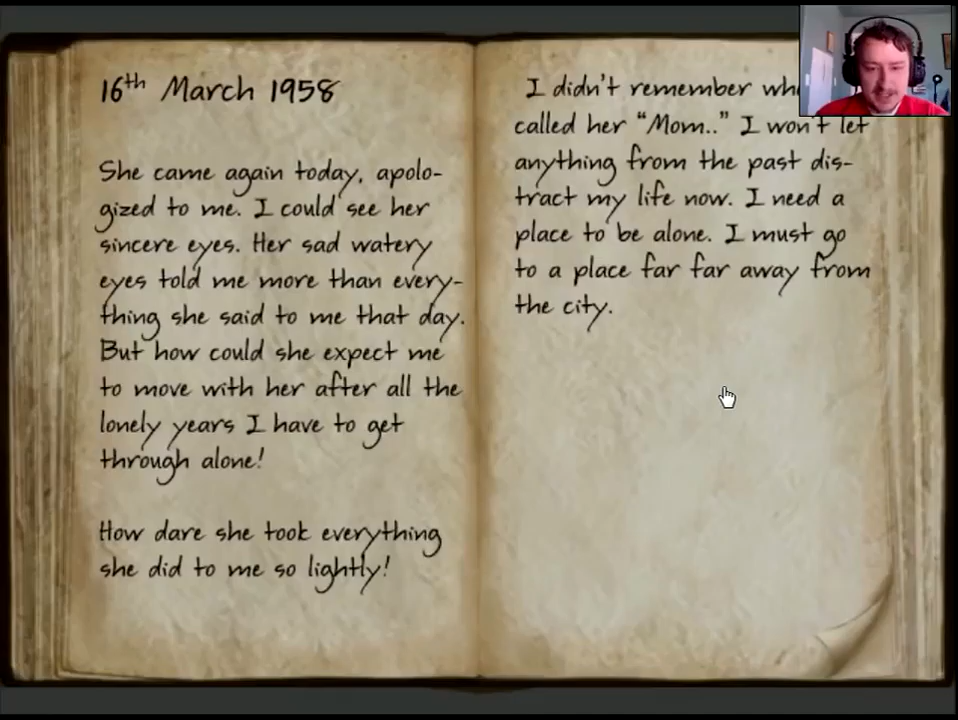 16th March 1958
She came again today, apolo-
gized to me. I could see her
sincere eyes. Her sad watery
eyes told me more than every-
thing she said to me that day.
But how could she expect me
to move with her after all the
lonely years I have to get
through alone!
How dare she took everything
she did to me so lightly!
I didn't remember
called her "Mom.." I won't let
anything from the past dis-
tract my life now. I need a
place to be alone. I must go
to a place far far away from
the city.